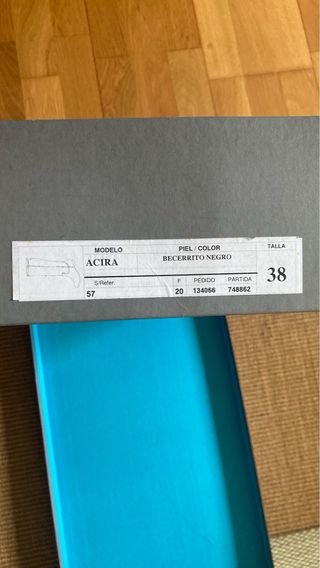 MODELO PIEL / COLOR TALLA
ACIRA BECERRITO NEGRO 38
S/Refer. F PEDIDO PARTIDA
57 20 134066 748862